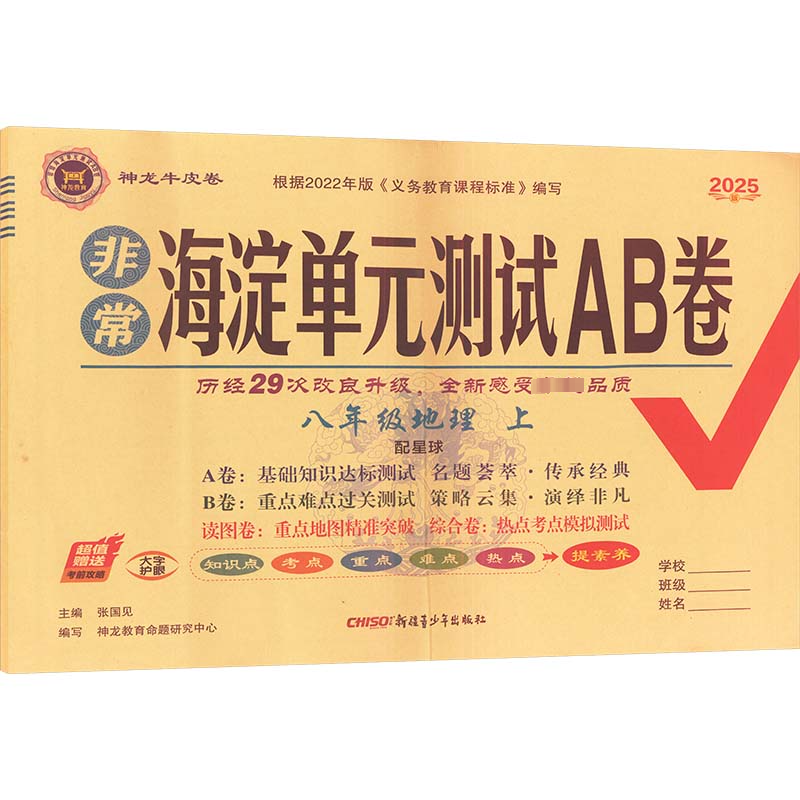 神龙教育
神龙牛皮卷
根据2022年版《义务教育课程标准》编写
2025
版
非常
海淀单元测试AB卷
历经29次改良升级，全新感受 品质
八年级地理 上
配星球
A卷：基础知识达标测试 名题荟萃·传承经典
B卷：重点难点过关测试 策略云集·演绎非凡
读图卷：重点地图精准突破 综合卷：热点考点模拟测试
超值
赠送
考前攻略
大字
护眼
知识点 考点 重点 难点 热点 提素养
学校
班级
姓名
主编 张国见
编写 神龙教育命题研究中心
CHISO 新疆青少年出版社